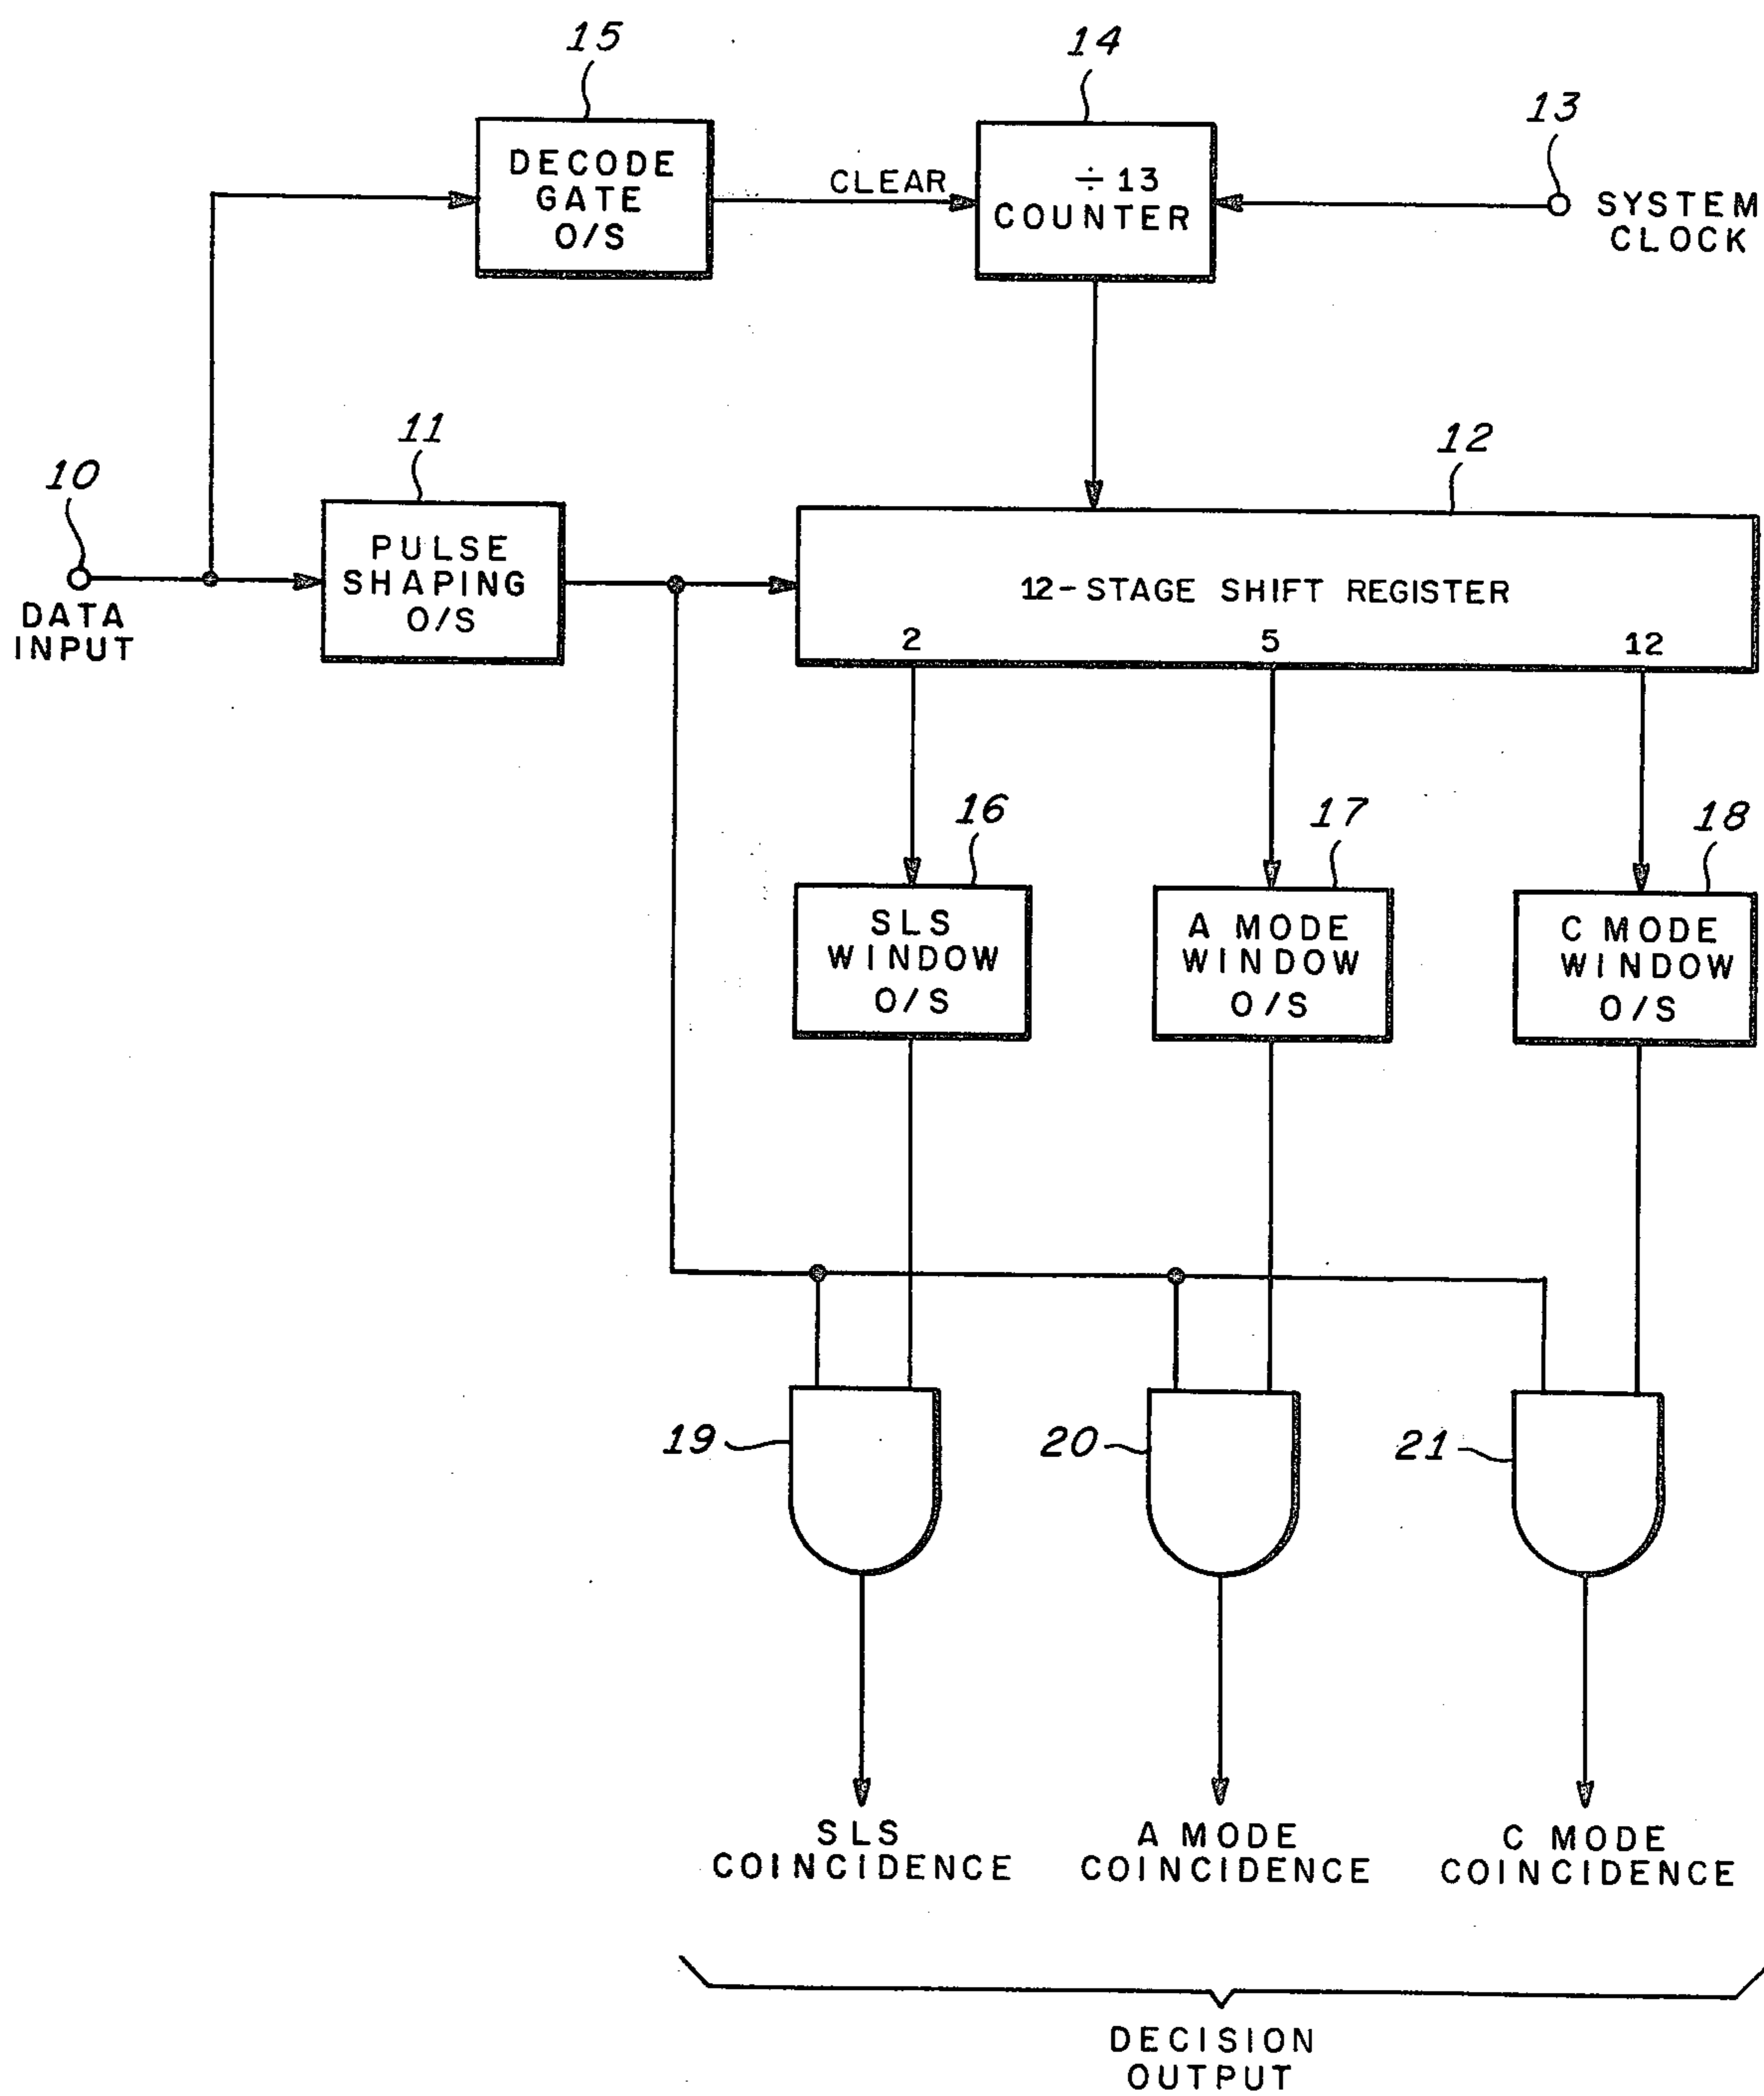 15
14
13
DECODE
GATE
O/S
CLEAR
÷13
COUNTER
SYSTEM
CLOCK
10
11
12
DATA
INPUT
PULSE
SHAPING
O/S
12-STAGE SHIFT REGISTER
2 5 12
16
17
18
SLS
WINDOW
O/S
A MODE
WINDOW
O/S
C MODE
WINDOW
O/S
19
20
21
SLS
COINCIDENCE
A MODE
COINCIDENCE
C MODE
COINCIDENCE
DECISION
OUTPUT